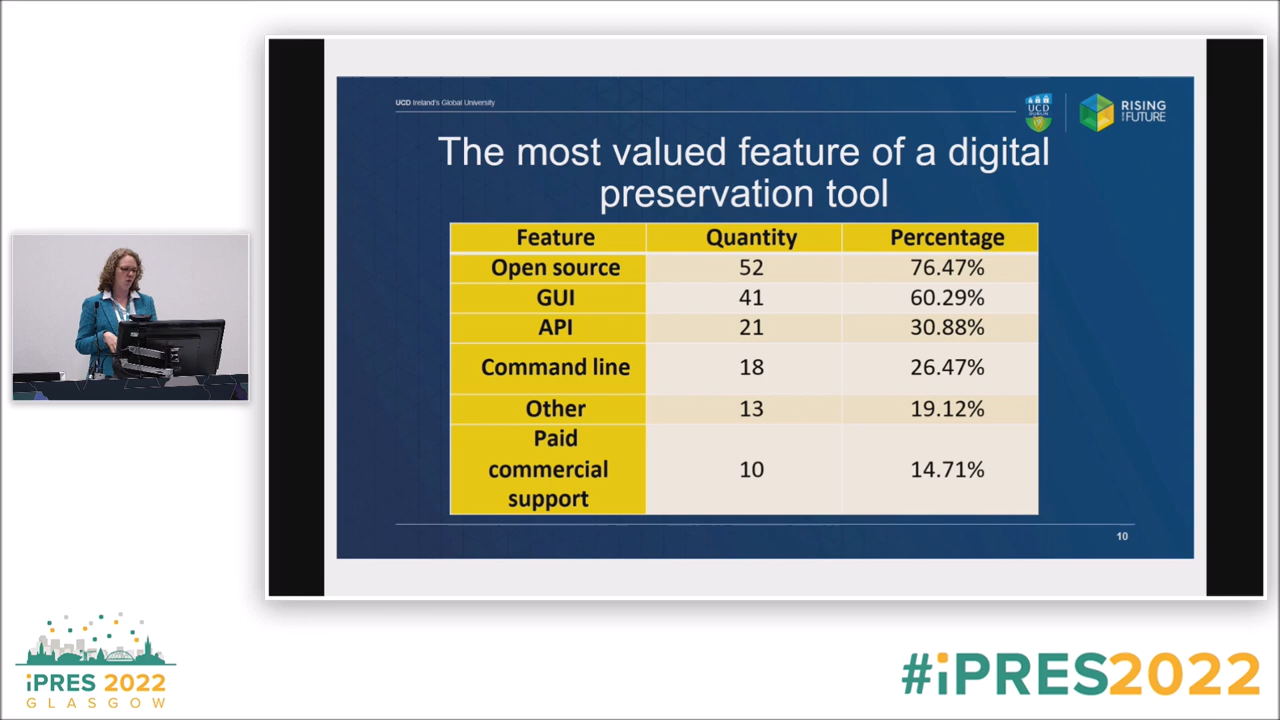 UCD Ireland's Global University
UCD
DUBLIN
RISING
TO THE
FUTURE
The most valued feature of a digital
preservation tool
Feature Quantity Percentage
Open source 52 76.47%
GUI 41 60.29%
API 21 30.88%
Command line 18 26.47%
Other 13 19.12%
Paid
commercial 10 14.71%
support
10
iPRES 2022
GLASGOW
#iPRES2022